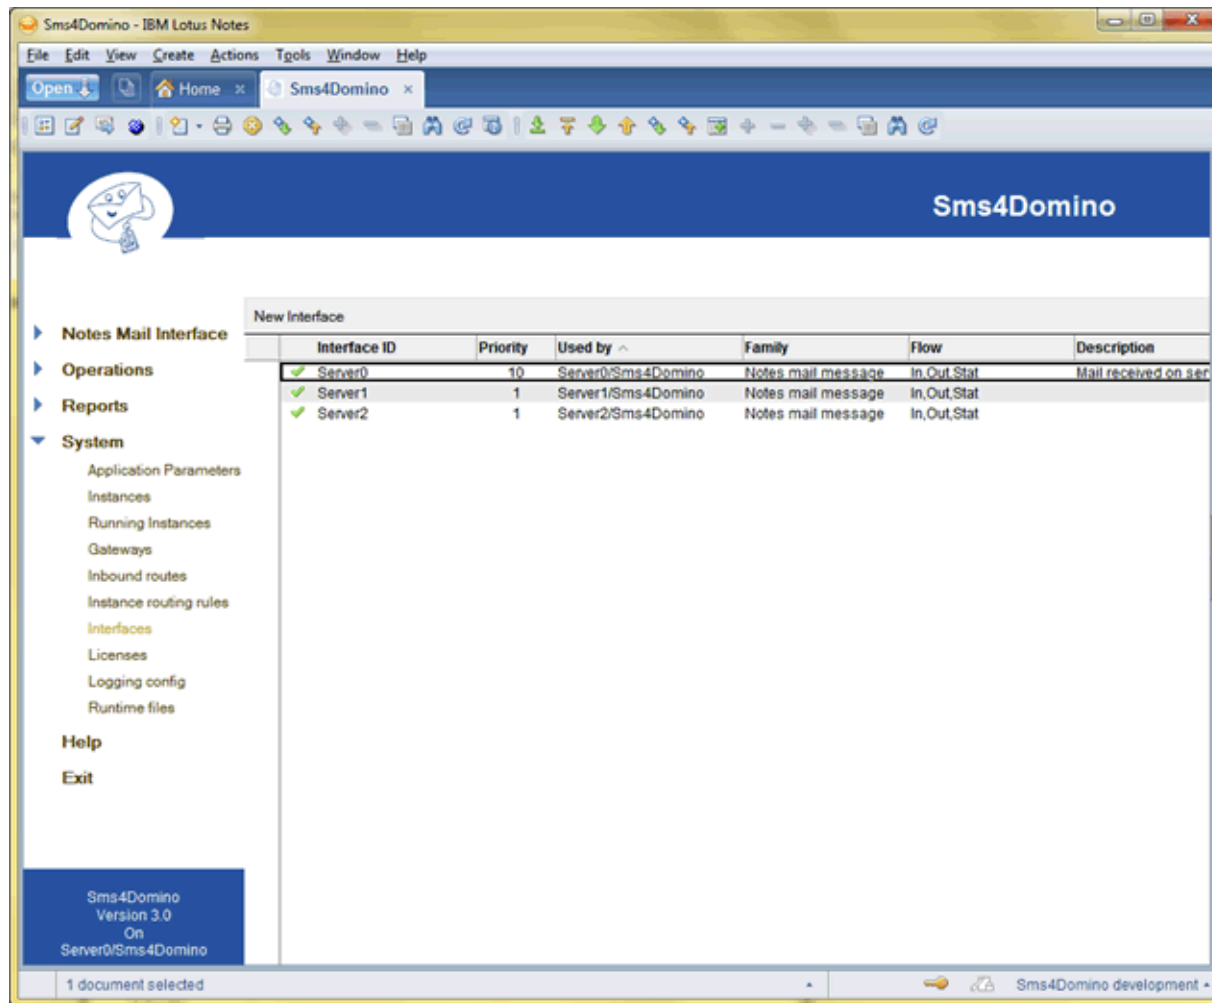 Sms4Domino - IBM Lotus Notes
File Edit View Create Actions Tools Window Help
Open Home Sms4Domino
Sms4Domino
New Interface
Notes Mail Interface
Operations
Reports
System
Application Parameters
Instances
Running Instances
Gateways
Inbound routes
Instance routing rules
Interfaces
Licenses
Logging config
Runtime files
Help
Exit
Interface ID Priority Used by Family Flow Description
Server0 10 Server0/Sms4Domino Notes mail message In,Out,Stat Mail received on ser
Server1 1 Server1/Sms4Domino Notes mail message In,Out,Stat
Server2 1 Server2/Sms4Domino Notes mail message In,Out,Stat
Sms4Domino
Version 3.0
On
Server0/Sms4Domino
1 document selected Sms4Domino development